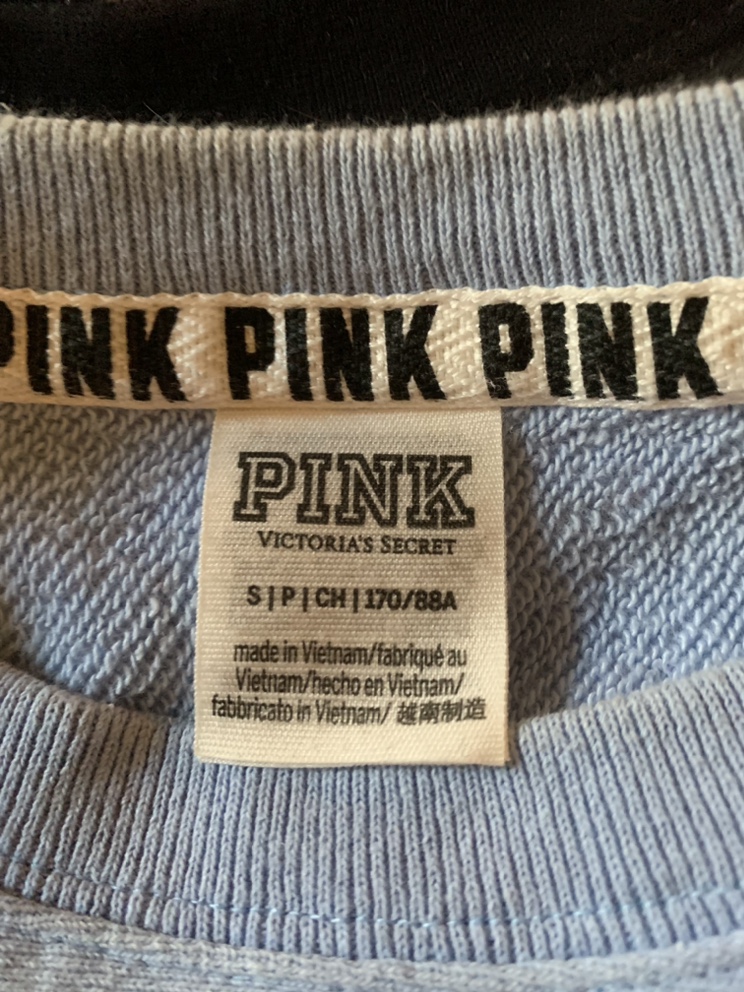 PINK PINK PINK
PINK
VICTORIA'S SECRET
S | P | CH | 170/88A
made in Vietnam/fabriqué au
Vietnam/hecho en Vietnam/
fabbricato in Vietnam/ 越南制造